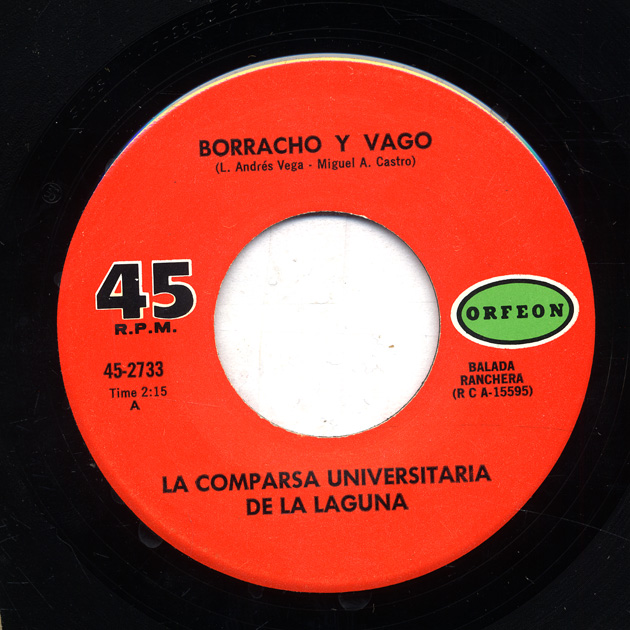 BORRACHO Y VAGO
(L. Andrés Vega - Miguel A. Castro)
45
R.P.M.
ORFEON
45-2733
Time 2:15
A
BALADA
RANCHERA
(R C A-15595)
LA COMPARSA UNIVERSITARIA
DE LA LAGUNA